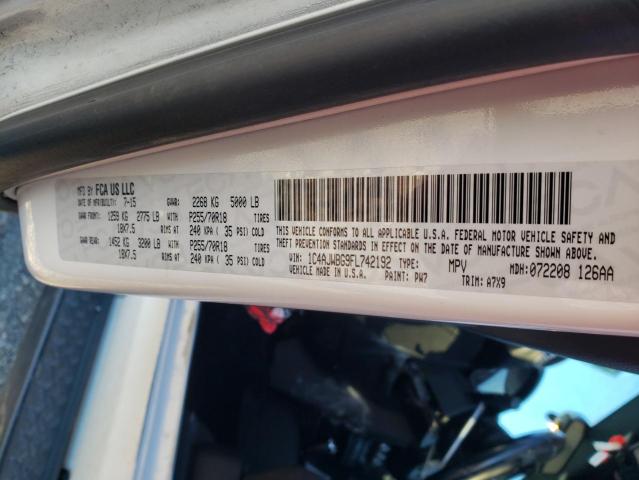 MFD BY FCA US LLC
DATE OF MFR/BUILT: 7-15 GVWR: 2268 KG 5000 LB
GAWR FRONT: 1259 KG 2775 LB WITH P255/70R18 TIRES
18X7.5 RIMS AT 240 KPA ( 35 PSI) COLD
GAWR REAR: 1452 KG 3200 LB WITH P255/70R18 TIRES
18X7.5 RIMS AT 240 KPA ( 35 PSI) COLD
THIS VEHICLE CONFORMS TO ALL APPLICABLE U.S.A. FEDERAL MOTOR VEHICLE SAFETY AND
THEFT PREVENTION STANDARDS IN EFFECT ON THE DATE OF MANUFACTURE SHOWN ABOVE.
VIN: 1C4AJWBG9FL742192 TYPE: MPV MDH: 072208 126AA
PAINT: PW7 TRIM: A7X9